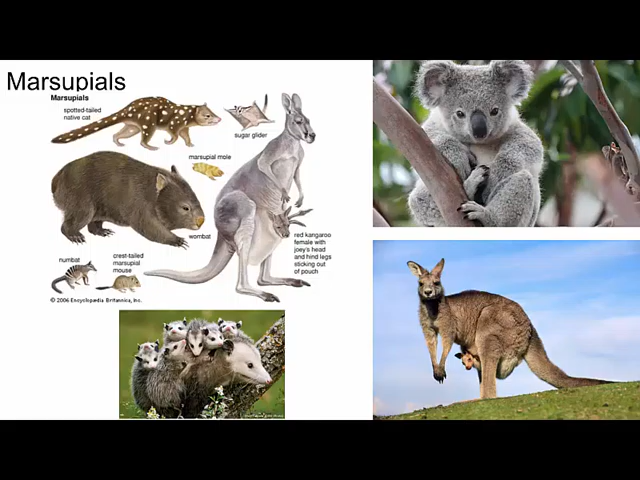 Marsupials
Marsupials
spotted-tailed
native cat
sugar glider
marsupial mole
wombat
numbat
crest-tailed
marsupial
mouse
red kangaroo
female with
joey's head
and hind legs
sticking out
of pouch
© 2006 Encyclopædia Britannica, Inc.